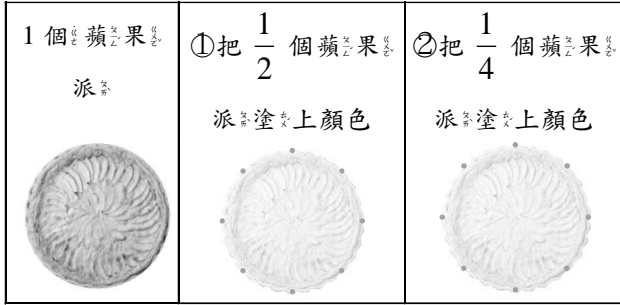 1 個蘋果
派
①把 1/2 個蘋果
派塗上顏色
②把 1/4 個蘋果
派塗上顏色